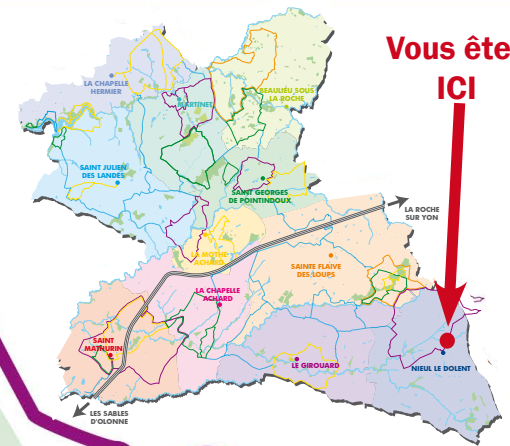 Vous ête
ICI
LA CHAPELLE
HERMIER
MARTINET
BEAULIEU SOUS
LA ROCHE
SAINT JULIEN
DES LANDES
SAINT GEORGES
DE POINTINDOUX
LA ROCHE
SUR YON
LA MOTHE
ACHARD
SAINTE FLAIVE
DES LOUPS
LA CHAPELLE
ACHARD
SAINT
MATHURIN
LE GIROUARD
NIEUL LE DOLENT
LES SABLES
D'OLONNE